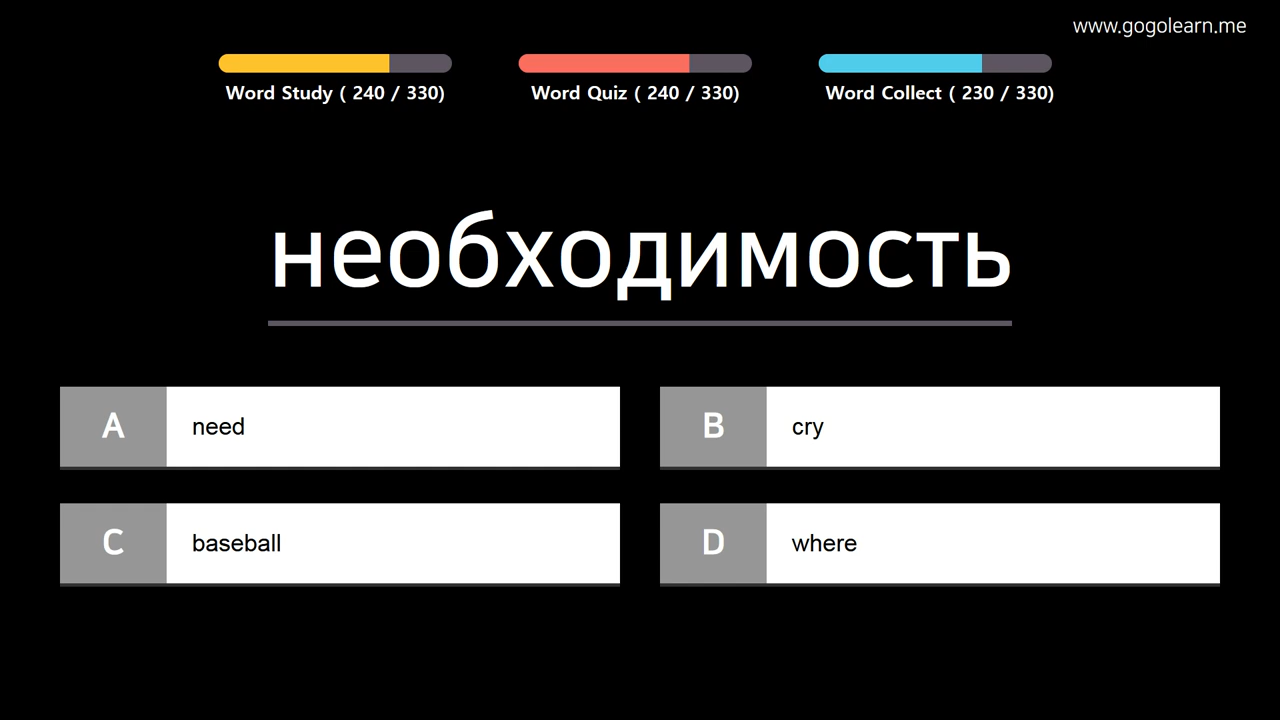 www.gogolearn.me
Word Study ( 240 / 330)
Word Quiz ( 240 / 330)
Word Collect ( 230 / 330)
необходимость
A need
B cry
C baseball
D where